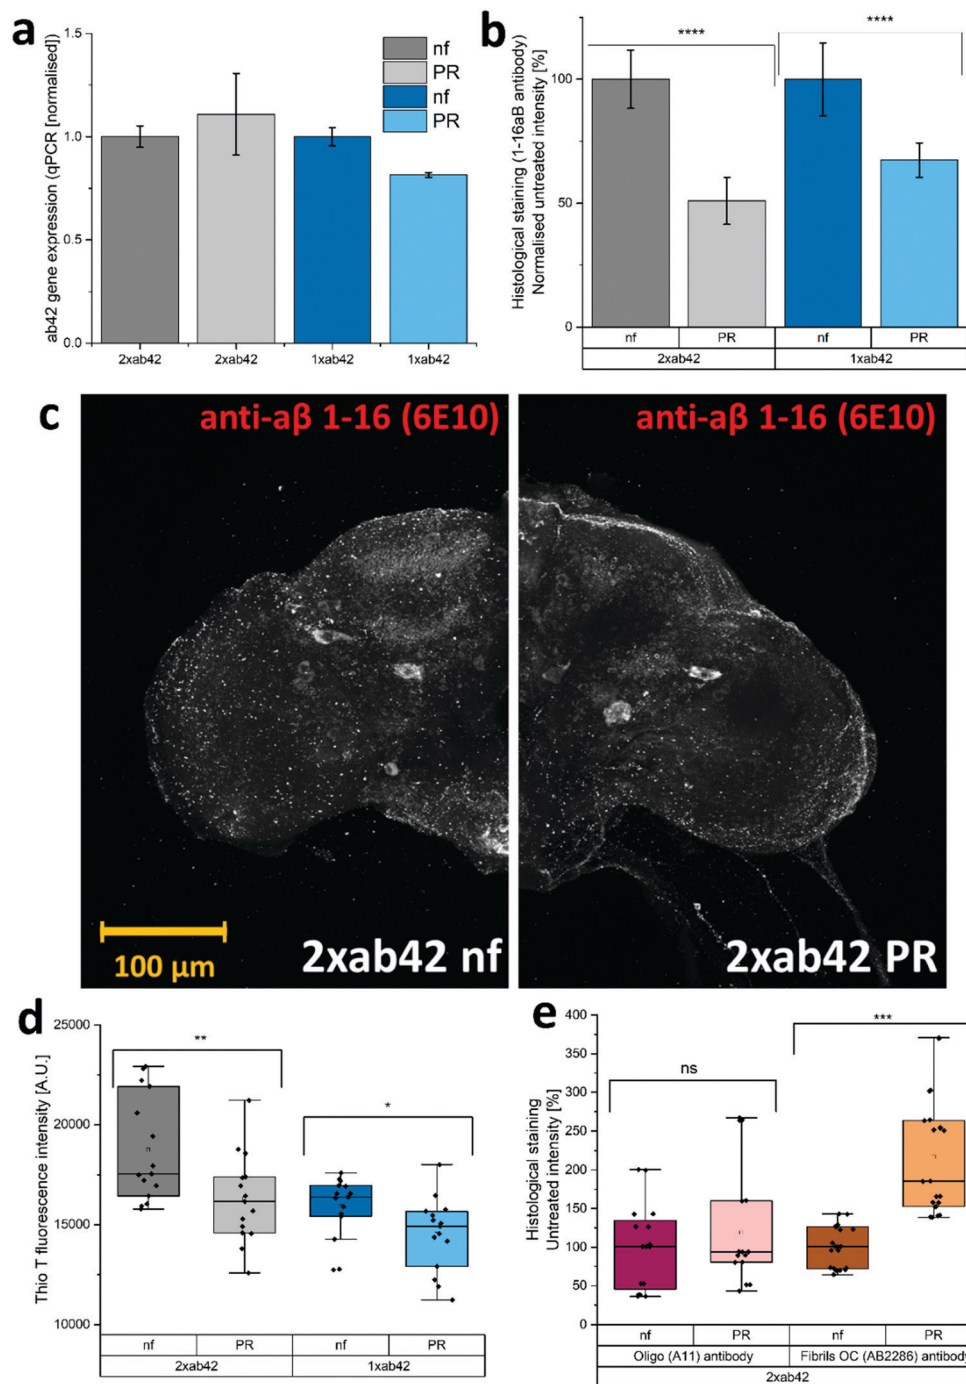 a
ab42 gene expression (qPCR [normalised])
1.5
1.0
0.5
0.0
nf
PR
nf
PR
2xab42
2xab42
1xab42
1xab42
b
Histological staining (1-16aB antibody)
Normalised untreated intensity [%]
100
50
0
****
****
nf
PR
nf
PR
2xab42
1xab42
c
anti-aβ 1-16 (6E10)
anti-aβ 1-16 (6E10)
100 µm
2xab42 nf
2xab42 PR
d
Thio T fluorescence intensity [A.U.]
25000
20000
15000
10000
**
*
nf
PR
nf
PR
2xab42
1xab42
e
Histological staining
Untreated intensity [%]
400
350
300
250
200
150
100
50
0
ns
***
nf
PR
nf
PR
Oligo (A11) antibody
Fibrils OC (AB2286) antibody
2xab42